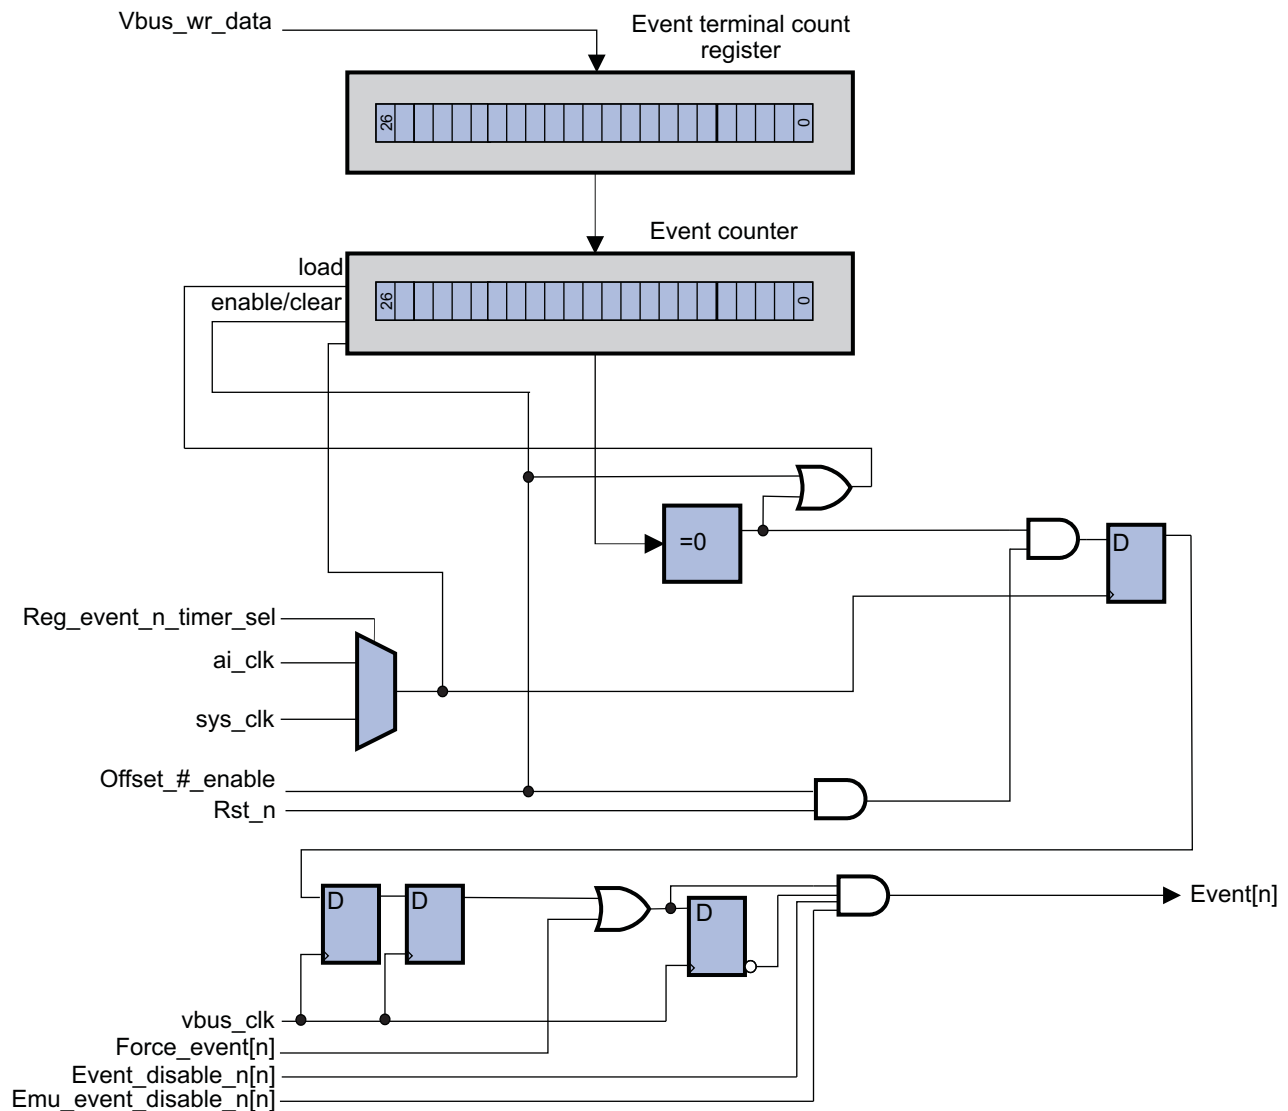 Vbus_wr_data
Event terminal count
register
26
0
Event counter
load
enable/clear
26
0
=0
D
Reg_event_n_timer_sel
ai_clk
sys_clk
Offset_#_enable
Rst_n
D
D
D
Event[n]
vbus_clk
Force_event[n]
Event_disable_n[n]
Emu_event_disable_n[n]